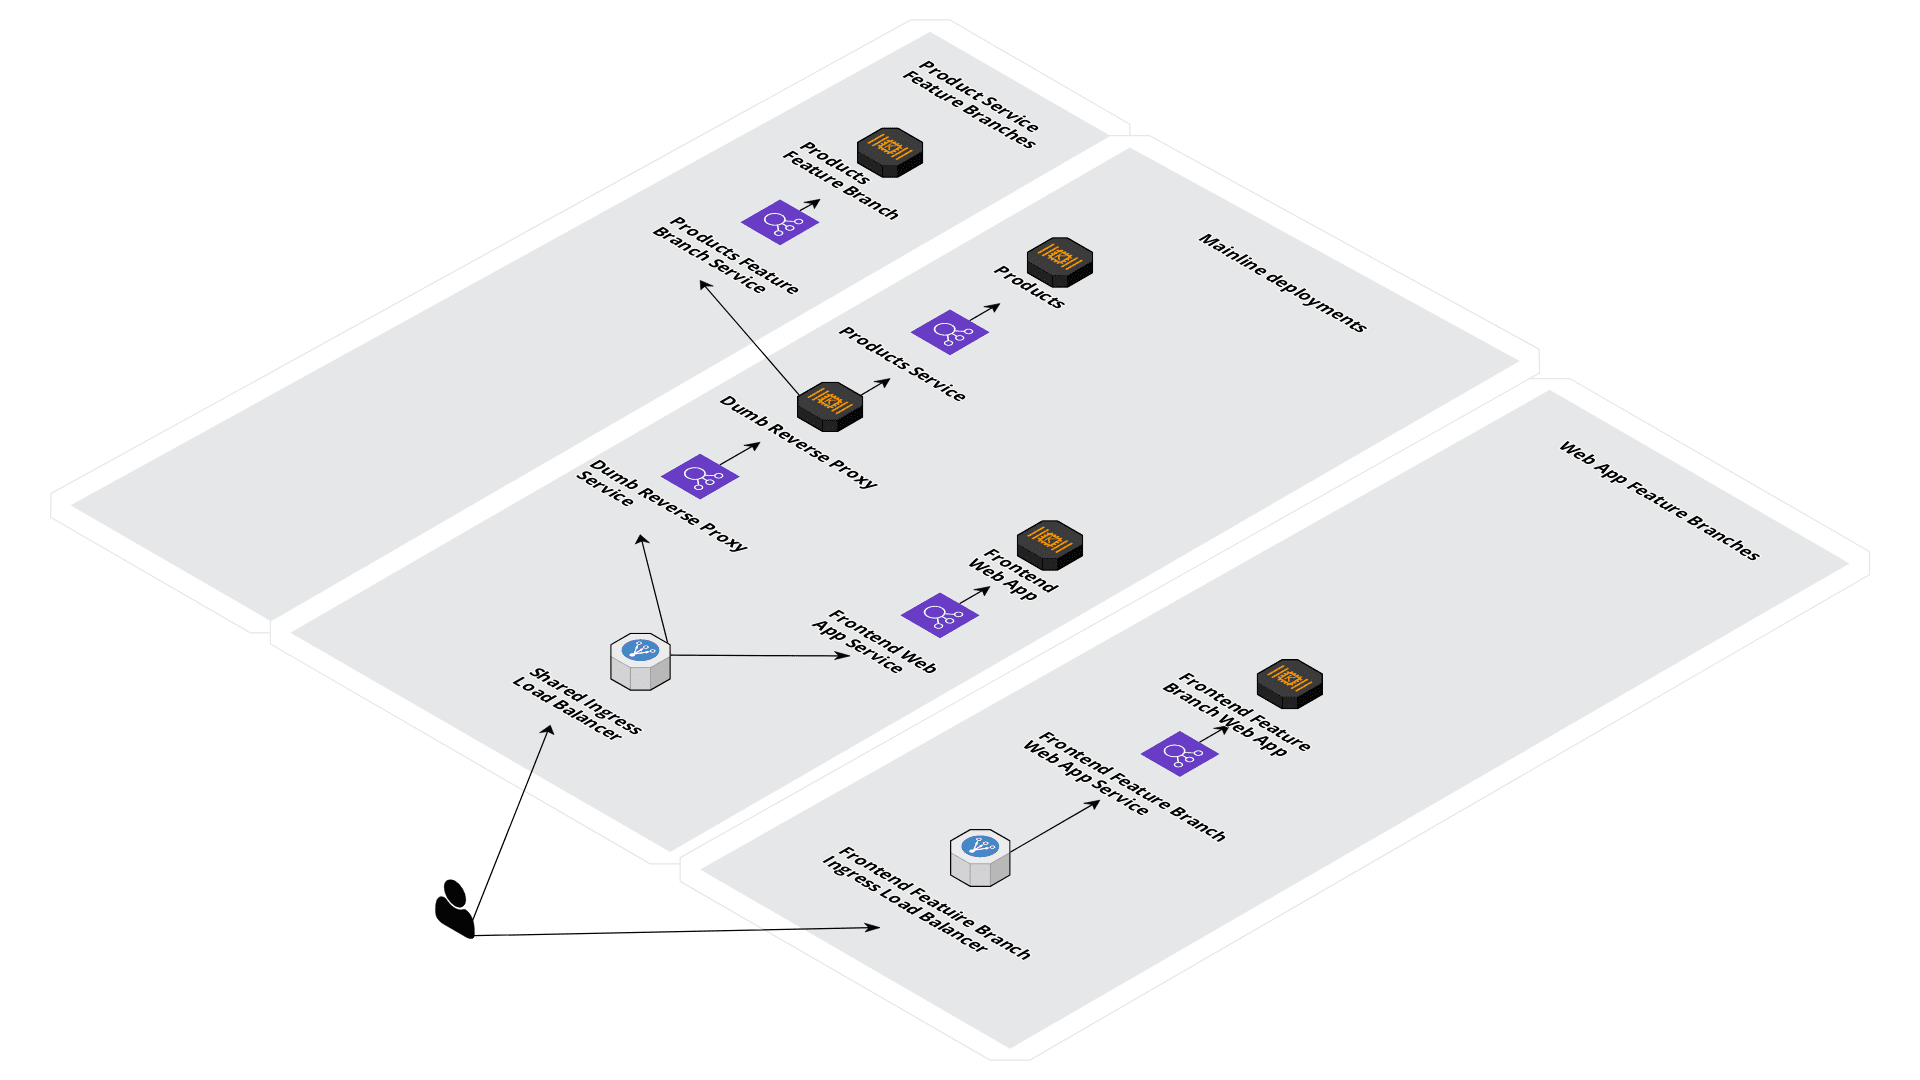 Product Service
Feature Branches
Products
Feature Branch
Products Feature
Branch Service
Mainline deployments
Products
Products Service
Dumb Reverse Proxy
Dumb Reverse Proxy
Service
Frontend
Web App
Frontend Web
App Service
Shared Ingress
Load Balancer
Web App Feature Branches
Frontend Feature
Branch Web App
Frontend Feature Branch
Web App Service
Frontend Featuire Branch
Ingress Load Balancer